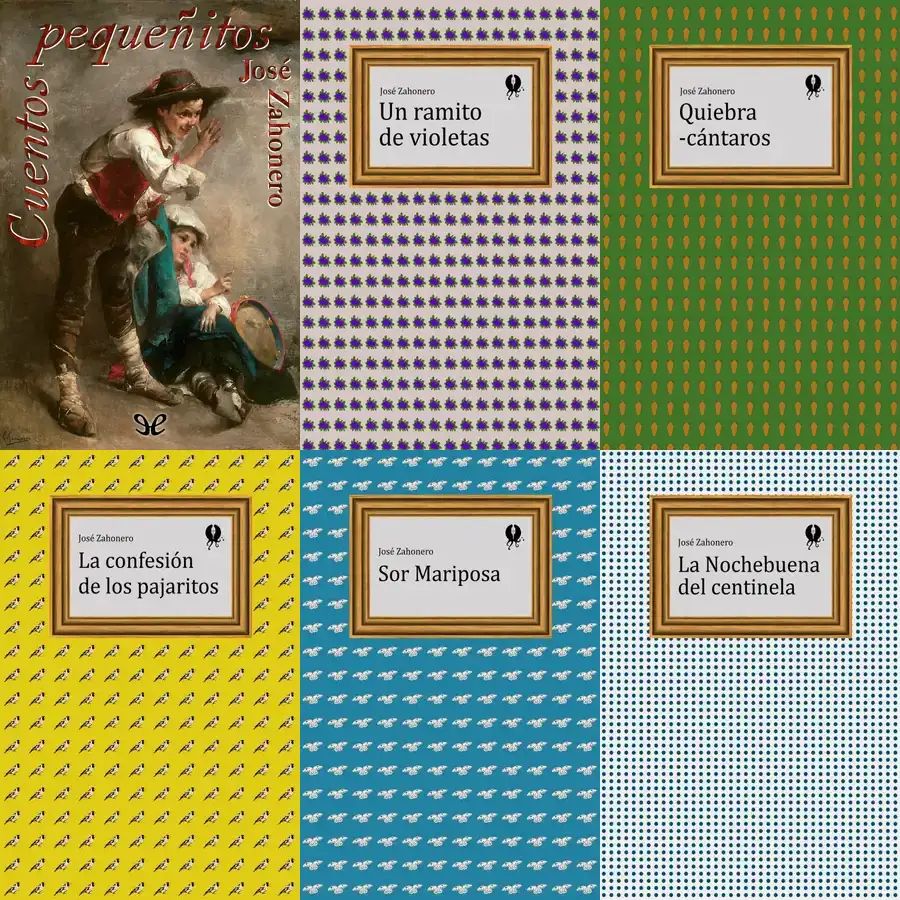 Cuentos
pequeñitos
José
Zahonero
José Zahonero
Un ramito
de violetas
José Zahonero
Quiebra
-cántaros
José Zahonero
La confesión
de los pajaritos
José Zahonero
Sor Mariposa
José Zahonero
La Nochebuena
del centinela